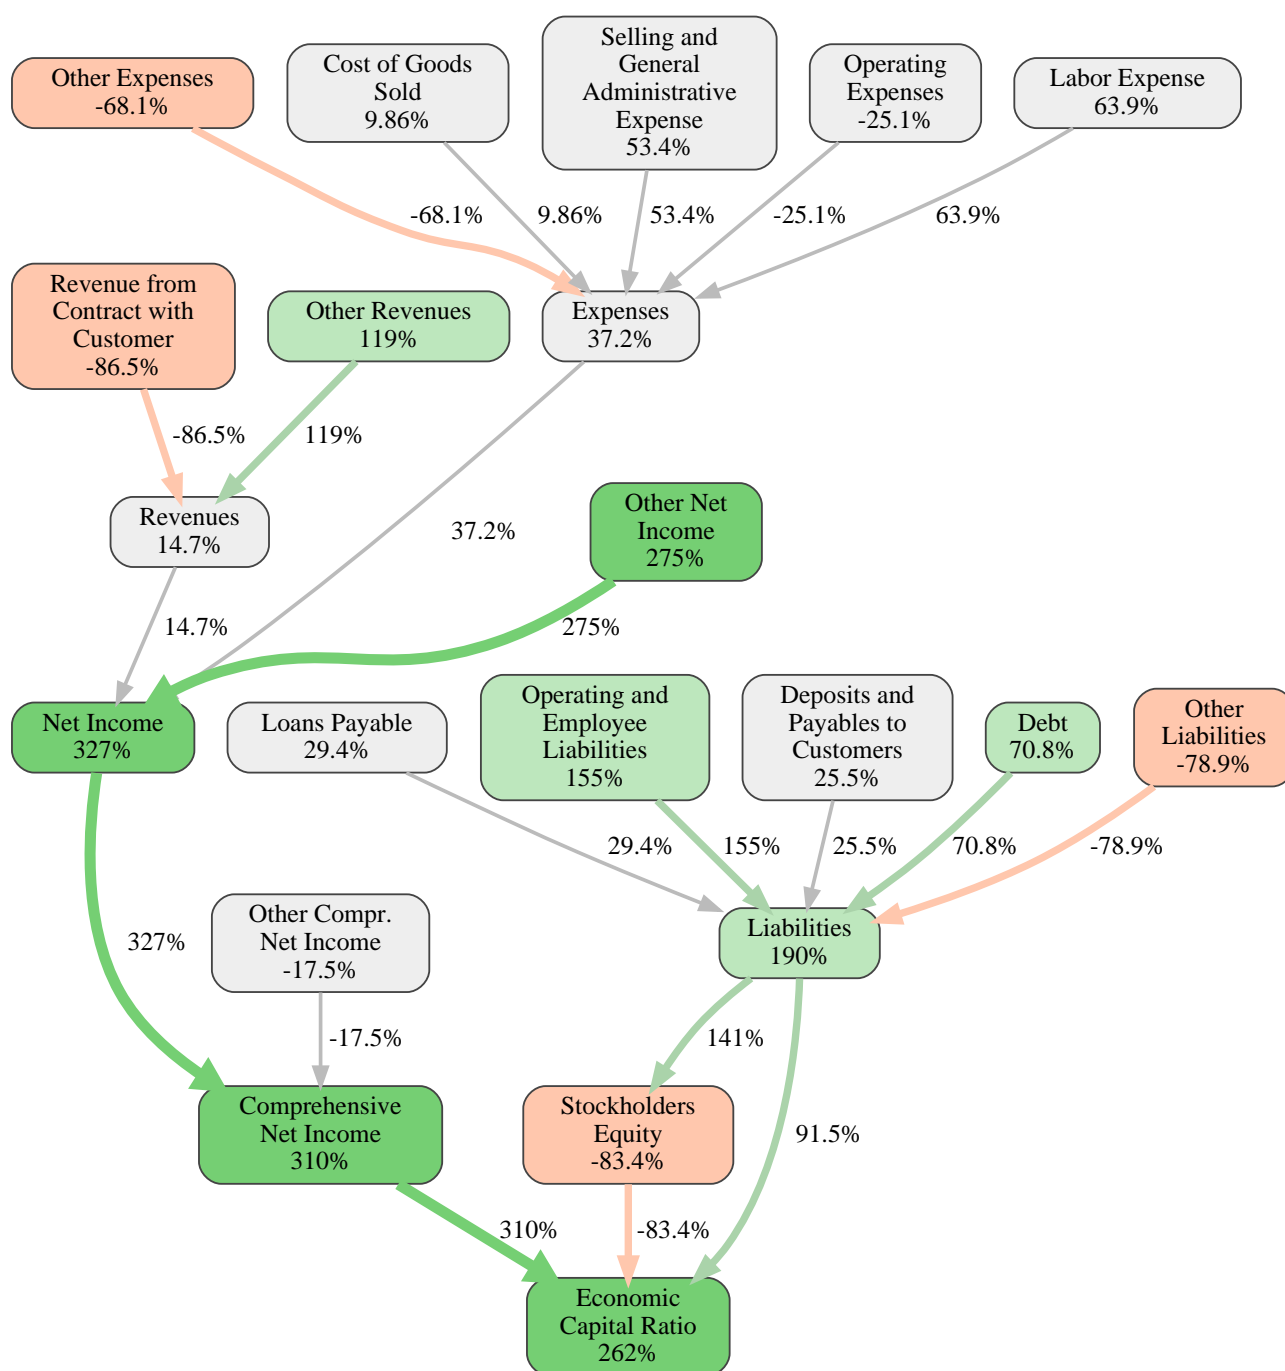 Other Expenses
-68.1%
Cost of Goods
Sold
9.86%
Selling and
General
Administrative
Expense
53.4%
Operating
Expenses
-25.1%
Labor Expense
63.9%
-68.1%
9.86%
53.4%
-25.1%
63.9%
Revenue from
Contract with
Customer
-86.5%
Other Revenues
119%
Expenses
37.2%
-86.5%
119%
Revenues
14.7%
37.2%
Other Net
Income
275%
14.7%
275%
Net Income
327%
Loans Payable
29.4%
Operating and
Employee
Liabilities
155%
Deposits and
Payables to
Customers
25.5%
Debt
70.8%
Other
Liabilities
-78.9%
29.4%
155%
25.5%
70.8%
-78.9%
327%
Other Compr.
Net Income
-17.5%
Liabilities
190%
-17.5%
141%
Comprehensive
Net Income
310%
Stockholders
Equity
-83.4%
91.5%
310%
-83.4%
Economic
Capital Ratio
262%